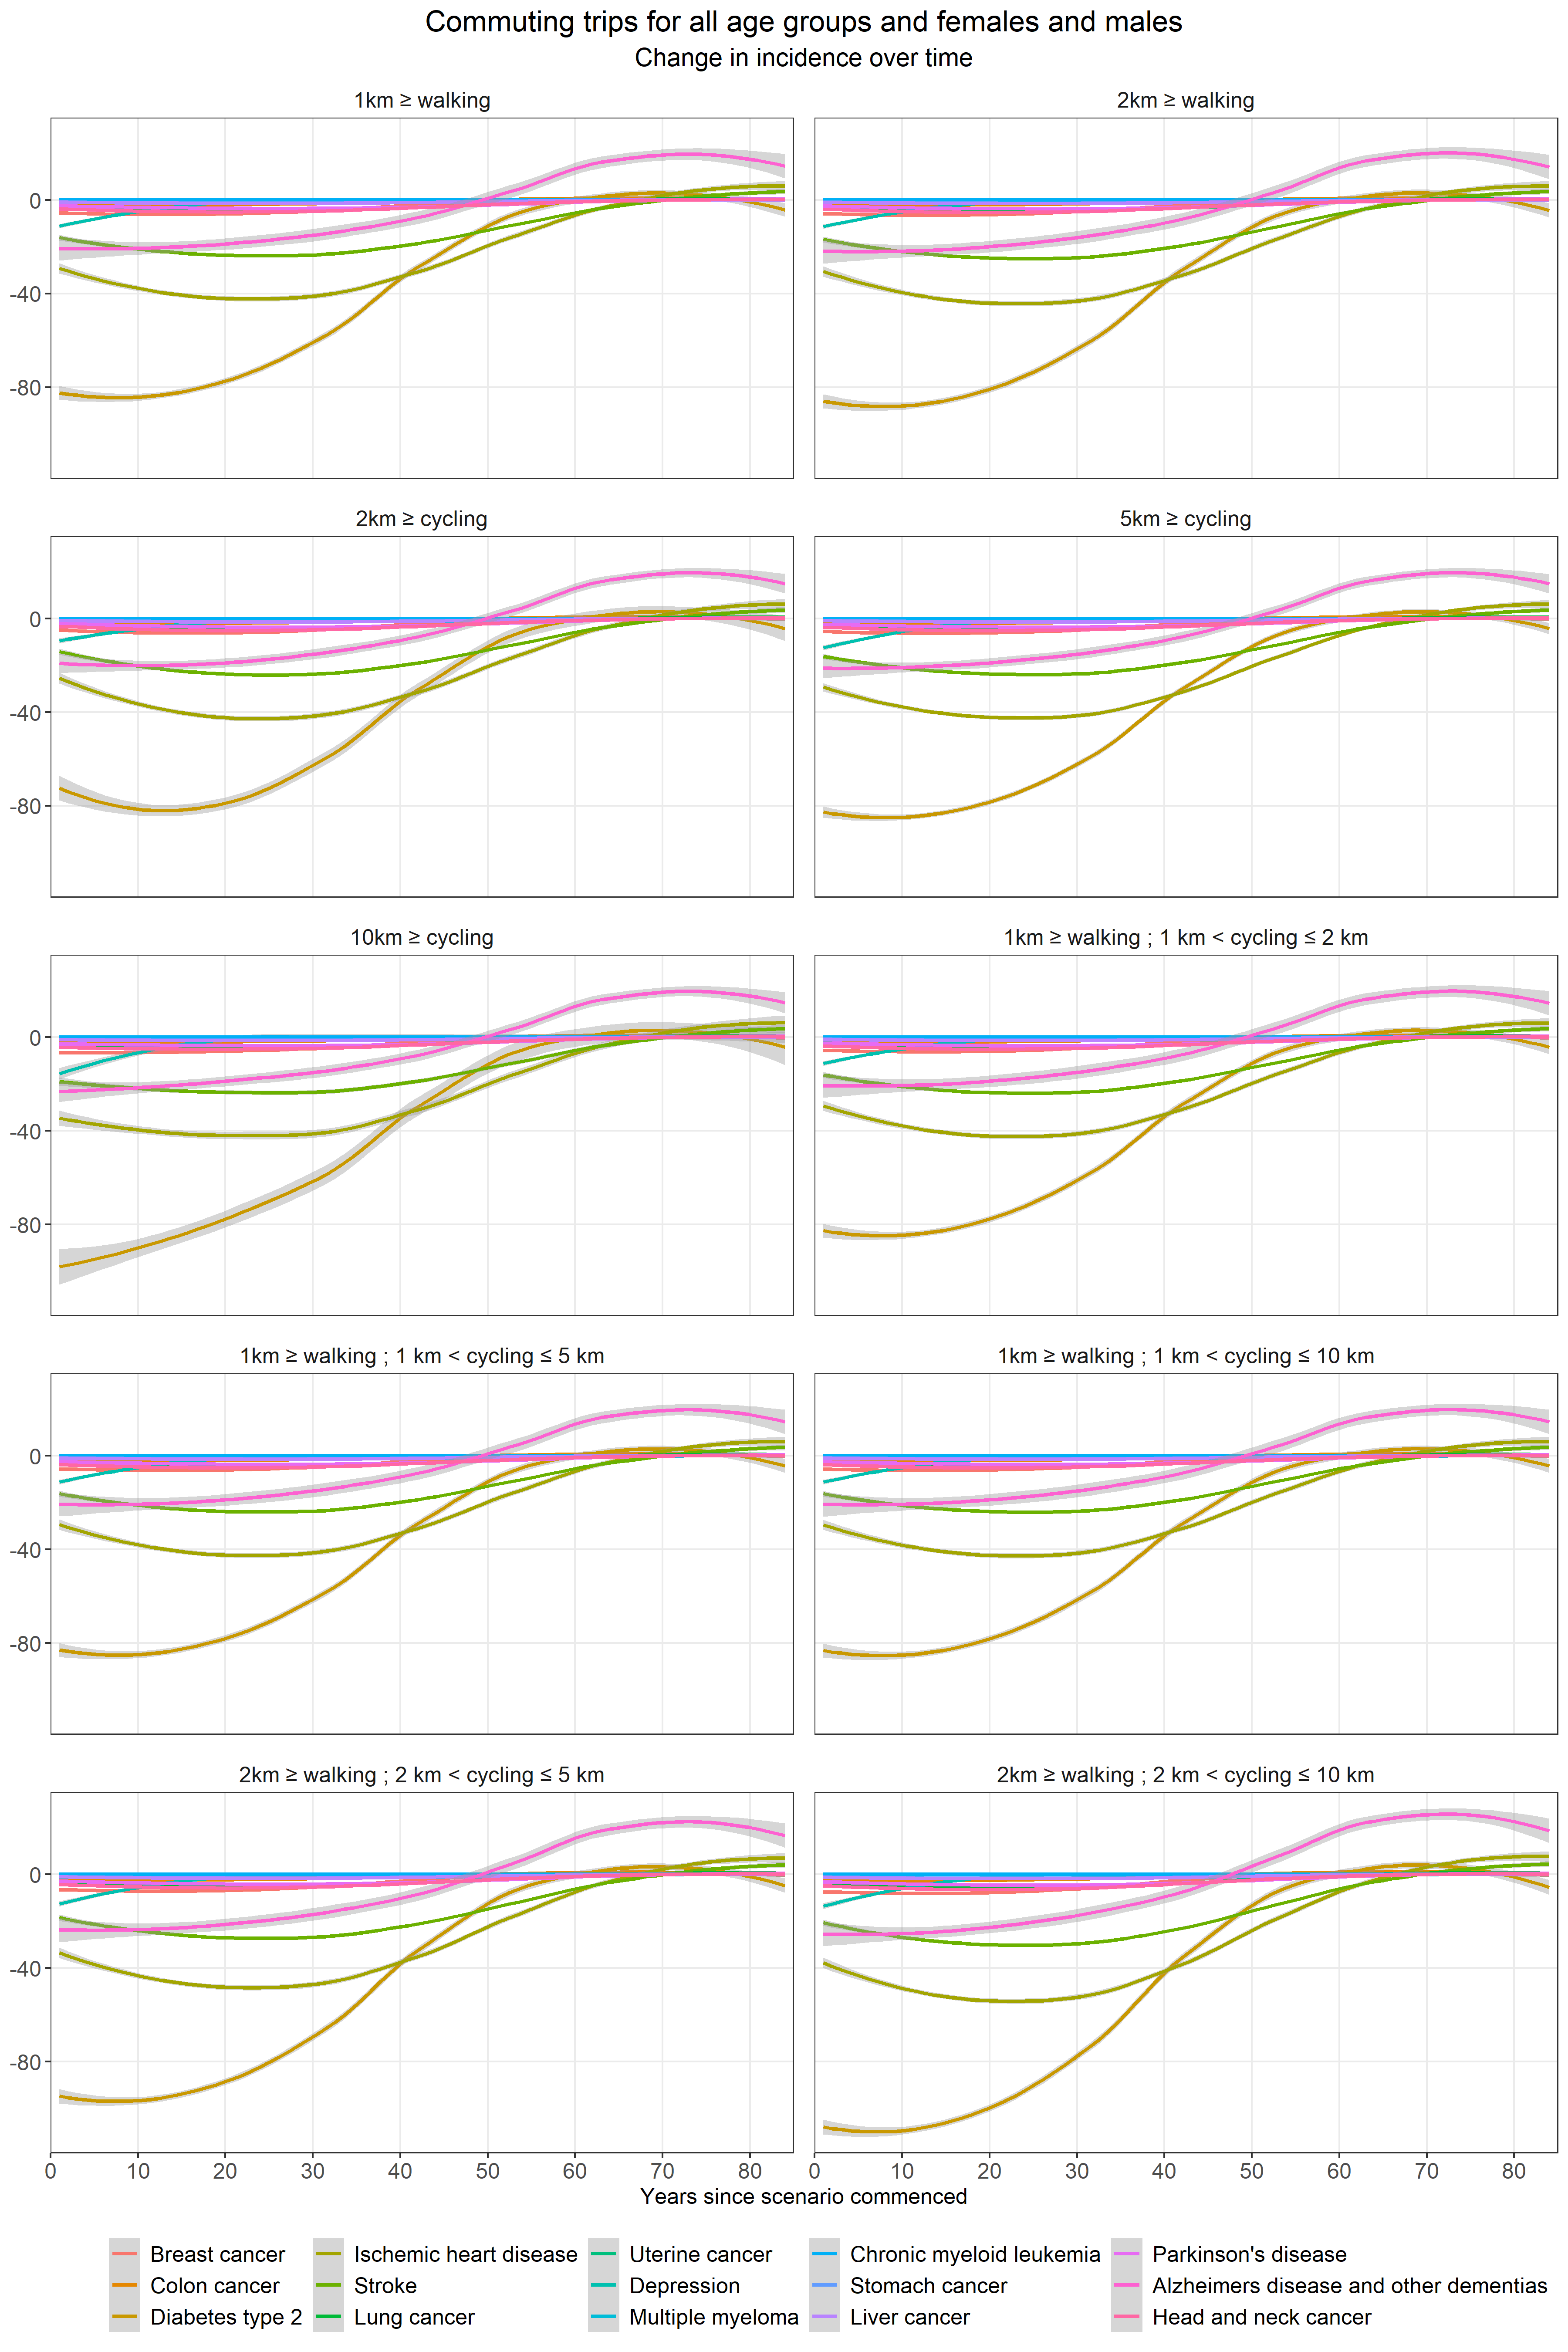 Commuting trips for all age groups and females and males
Change in incidence over time
1km ≥ walking
2km ≥ walking
0
-40
-80
2km ≥ cycling
5km ≥ cycling
0
-40
-80
10km ≥ cycling
1km ≥ walking ; 1 km < cycling ≤ 2 km
0
-40
-80
1km ≥ walking ; 1 km < cycling ≤ 5 km
1km ≥ walking ; 1 km < cycling ≤ 10 km
0
-40
-80
2km ≥ walking ; 2 km < cycling ≤ 5 km
2km ≥ walking ; 2 km < cycling ≤ 10 km
0
-40
-80
0 10 20 30 40 50 60 70 80
0 10 20 30 40 50 60 70 80
Years since scenario commenced
Breast cancer
Colon cancer
Diabetes type 2
Ischemic heart disease
Stroke
Lung cancer
Uterine cancer
Depression
Multiple myeloma
Chronic myeloid leukemia
Stomach cancer
Liver cancer
Parkinson's disease
Alzheimers disease and other dementias
Head and neck cancer